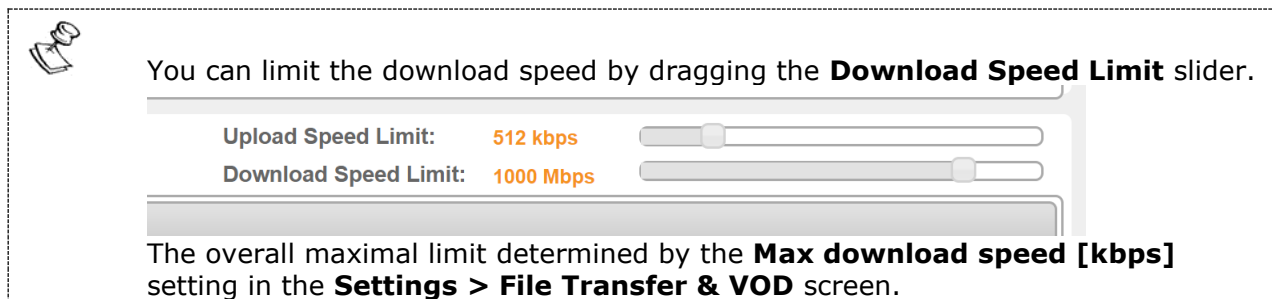 You can limit the download speed by dragging the Download Speed Limit slider.
Upload Speed Limit: 512 kbps
Download Speed Limit: 1000 Mbps
The overall maximal limit determined by the Max download speed [kbps]
setting in the Settings > File Transfer & VOD screen.